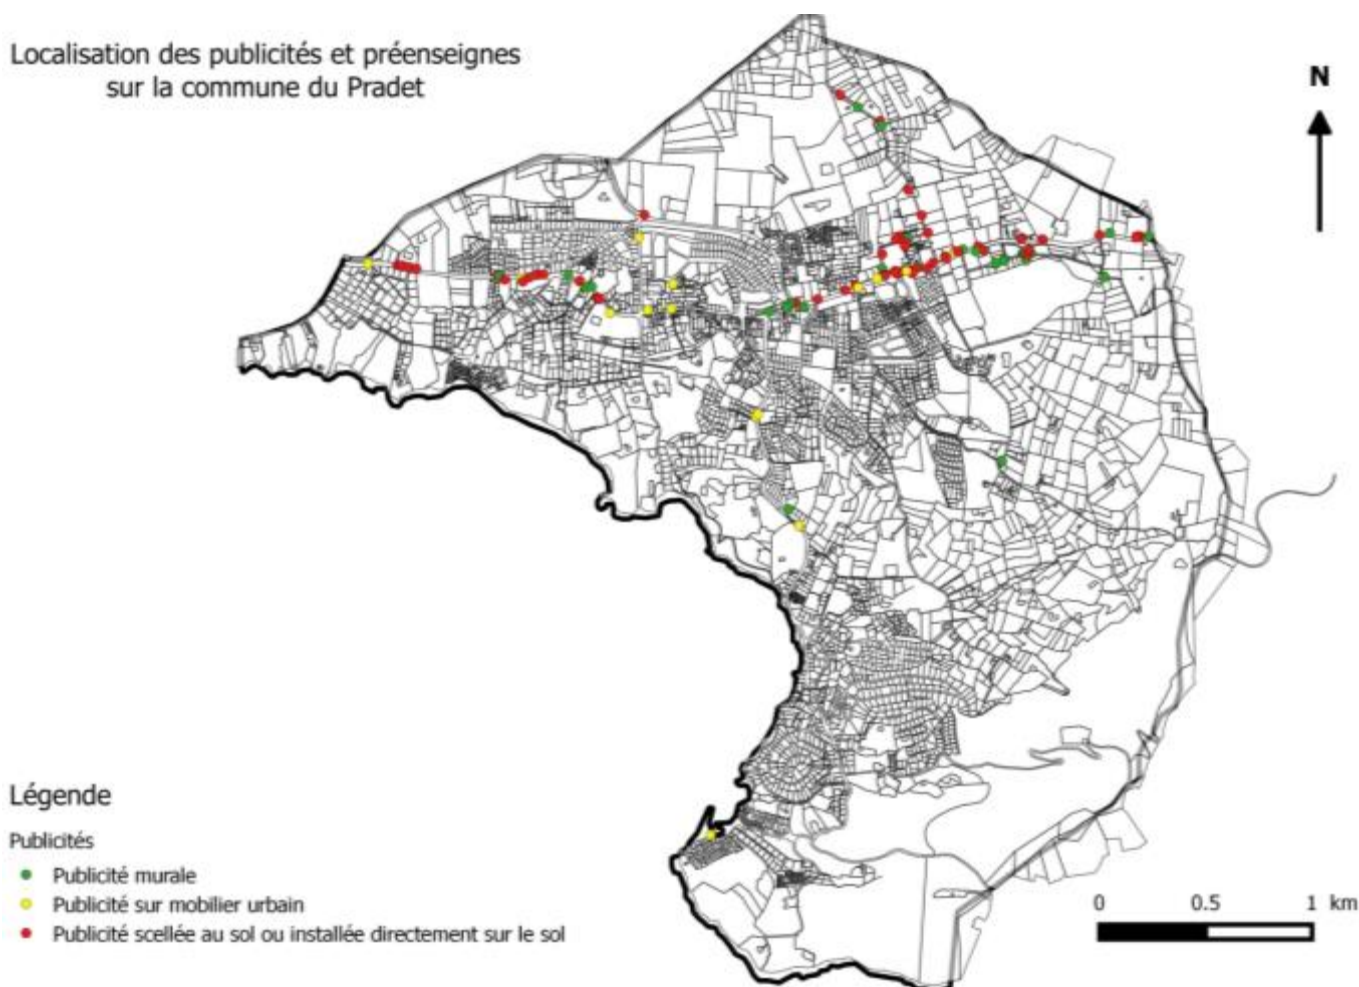 Localisation des publicités et préenseignes
sur la commune du Pradet
N
Légende
Publicités
Publicité murale
Publicité sur mobilier urbain
Publicité scellée au sol ou installée directement sur le sol
0 0.5 1 km